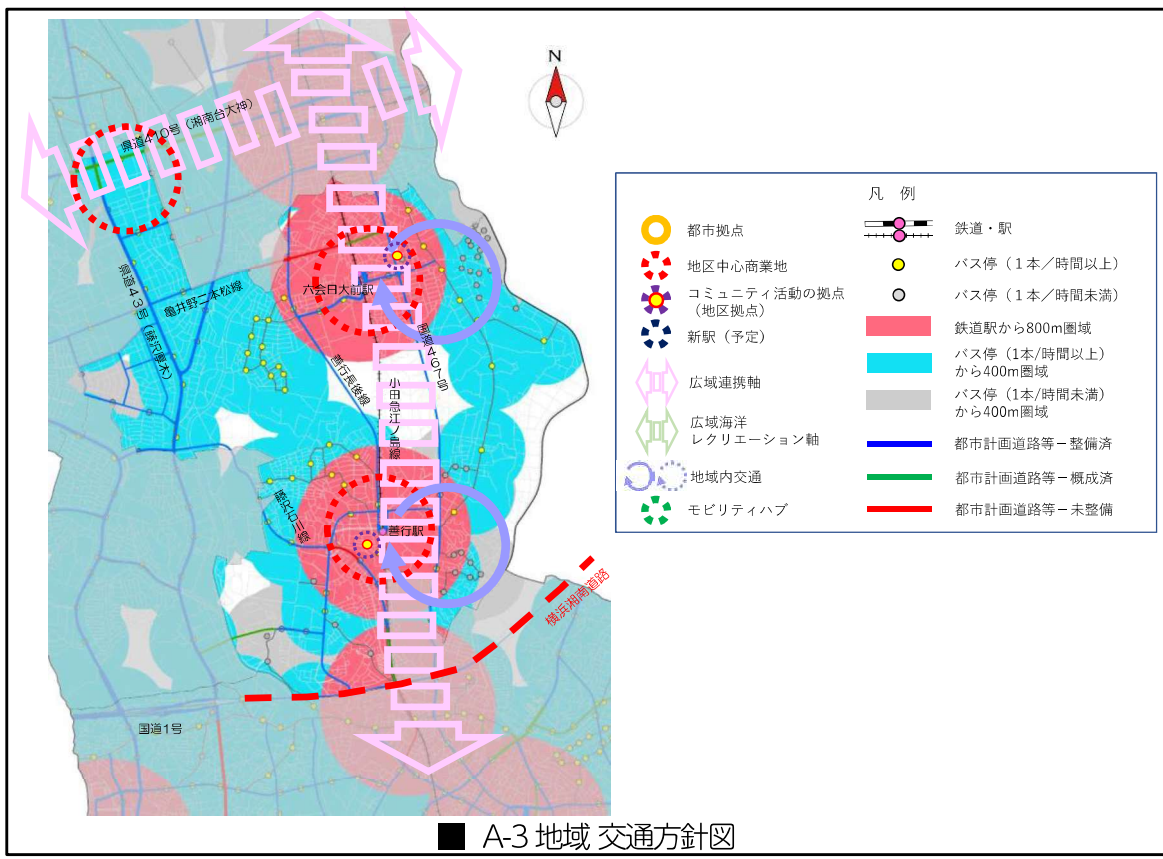 N
県道410号（湘南台大神）
県道43号（藤沢厚木）
亀井野二本松線
六会日大前駅
国道467号
善行長後線
小田急江ノ島線
藤沢石川線
善行駅
横浜湘南道路
国道1号
凡 例
都市拠点
地区中心商業地
コミュニティ活動の拠点
（地区拠点）
新駅（予定）
広域連携軸
広域海洋
レクリエーション軸
地域内交通
モビリティハブ
鉄道・駅
バス停（１本／時間以上）
バス停（１本／時間未満）
鉄道駅から800m圏域
バス停（1本/時間以上）
から400m圏域
バス停（1本/時間未満）
から400m圏域
都市計画道路等－整備済
都市計画道路等－概成済
都市計画道路等－未整備
■ A-3 地域 交通方針図